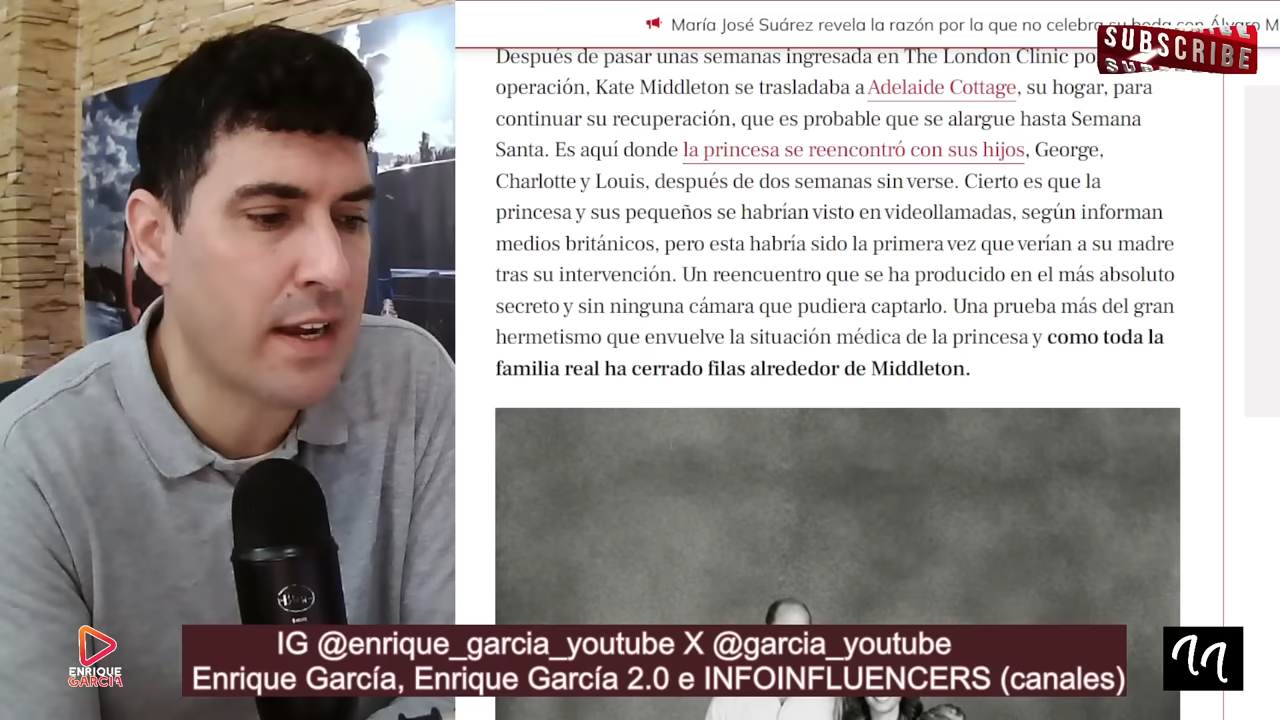 María José Suárez revela la razón por la que no celebra su boda con Álvaro M
SUBSCRIBE
Después de pasar unas semanas ingresada en The London Clinic po
operación, Kate Middleton se trasladaba a Adelaide Cottage, su hogar, para
continuar su recuperación, que es probable que se alargue hasta Semana
Santa. Es aquí donde la princesa se reencontró con sus hijos, George,
Charlotte y Louis, después de dos semanas sin verse. Cierto es que la
princesa y sus pequeños se habrían visto en videollamadas, según informan
medios británicos, pero esta habría sido la primera vez que verían a su madre
tras su intervención. Un reencuentro que se ha producido en el más absoluto
secreto y sin ninguna cámara que pudiera captarlo. Una prueba más del gran
hermetismo que envuelve la situación médica de la princesa y como toda la
familia real ha cerrado filas alrededor de Middleton.
Blue
ENRIQUE
GARCÍA
IG @enrique_garcia_youtube X @garcia_youtube
Enrique García, Enrique García 2.0 e INFOINFLUENCERS (canales)